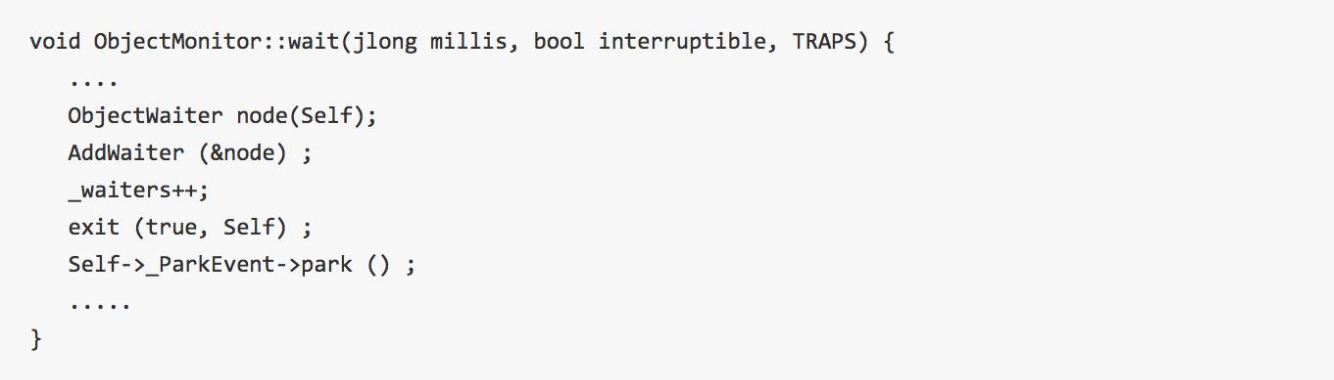 void ObjectMonitor::wait(jlong millis, bool interruptible, TRAPS) {
....
ObjectWaiter node(Self);
AddWaiter (&node) ;
_waiters++;
exit (true, Self) ;
Self->_ParkEvent->park () ;
.....
}